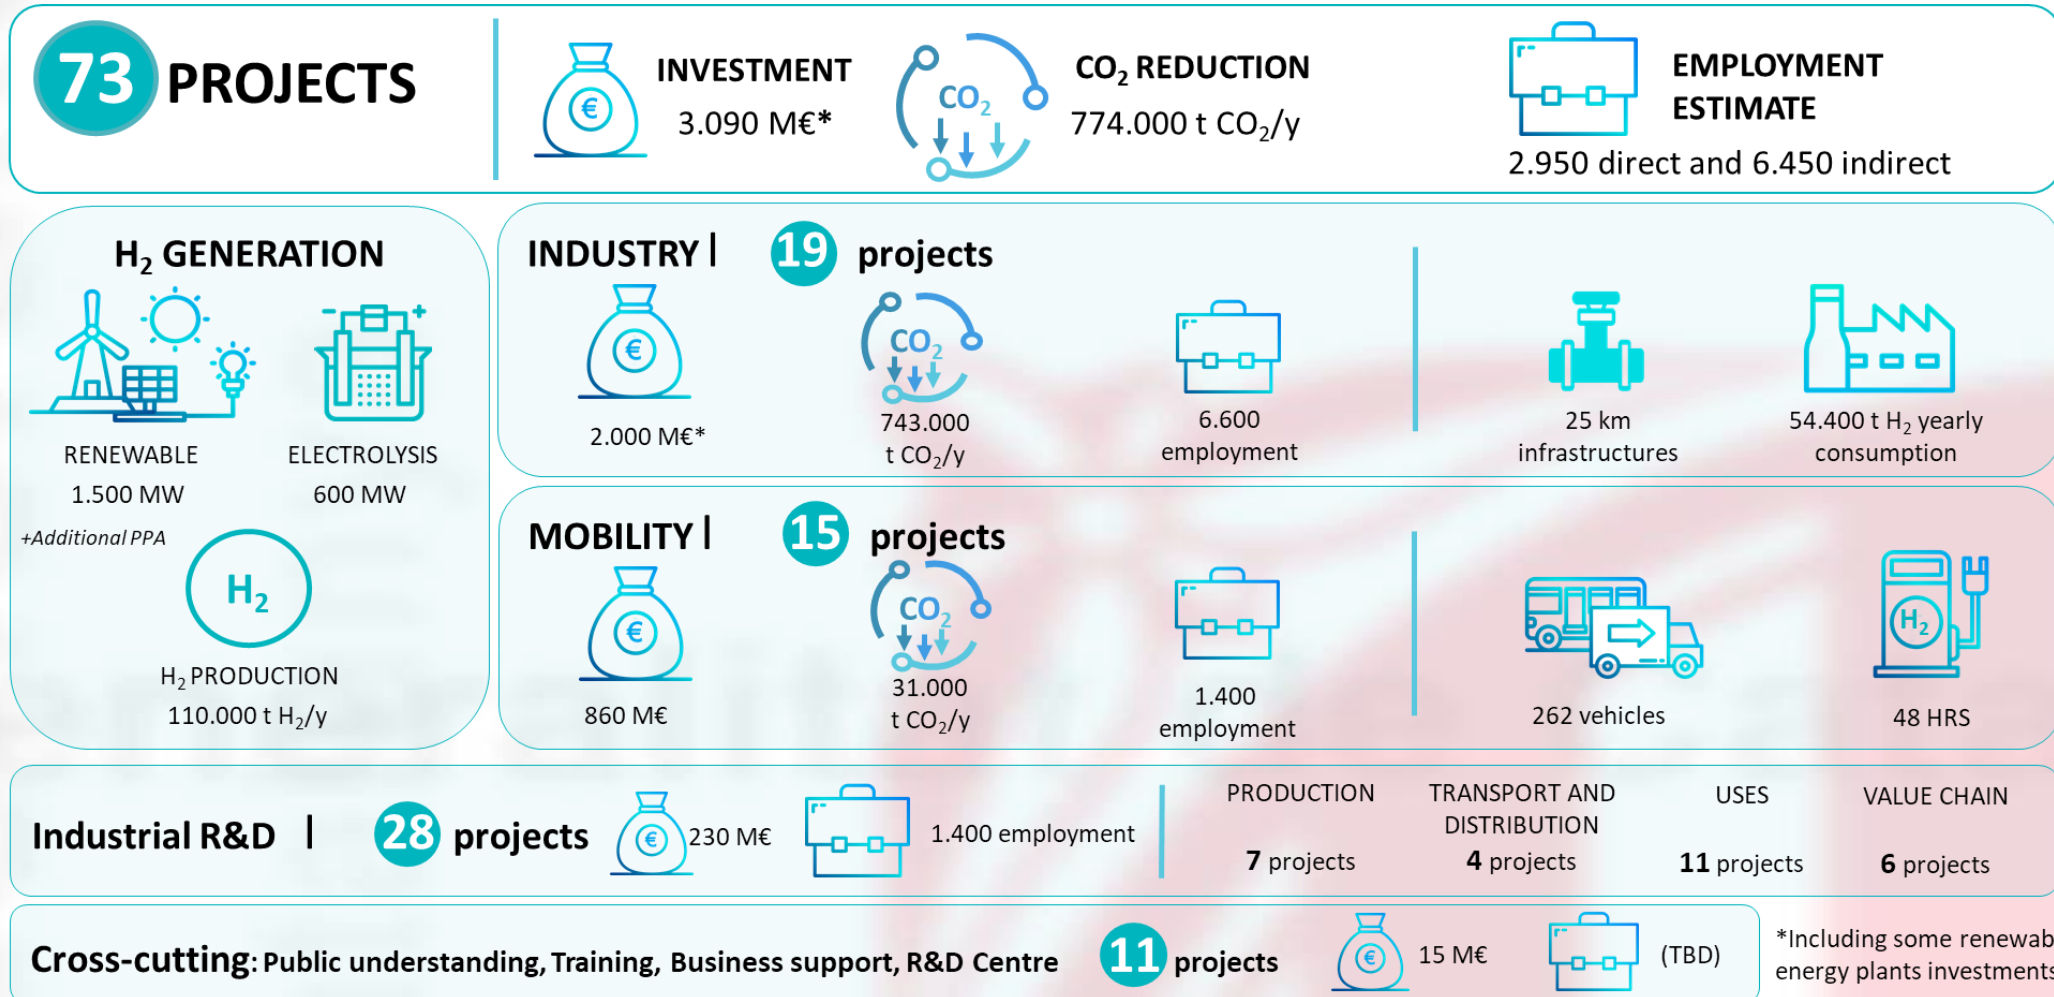 73 PROJECTS
INVESTMENT
3.090 M€*
CO₂
CO₂ REDUCTION
774.000 t CO₂/y
EMPLOYMENT
ESTIMATE
2.950 direct and 6.450 indirect
H₂ GENERATION
RENEWABLE
1.500 MW
+Additional PPA
ELECTROLYSIS
600 MW
H₂
H₂ PRODUCTION
110.000 t H₂/y
INDUSTRY | 19 projects
€
2.000 M€*
CO₂
743.000
t CO₂/y
6.600
employment
25 km
infrastructures
54.400 t H₂ yearly
consumption
MOBILITY | 15 projects
€
860 M€
CO₂
31.000
t CO₂/y
1.400
employment
262 vehicles
H₂
48 HRS
Industrial R&D | 28 projects
€
230 M€
1.400 employment
PRODUCTION
7 projects
TRANSPORT AND
DISTRIBUTION
4 projects
USES
11 projects
VALUE CHAIN
6 projects
Cross-cutting: Public understanding, Training, Business support, R&D Centre 11 projects
€
15 M€
(TBD)
*Including some renewab
energy plants investments